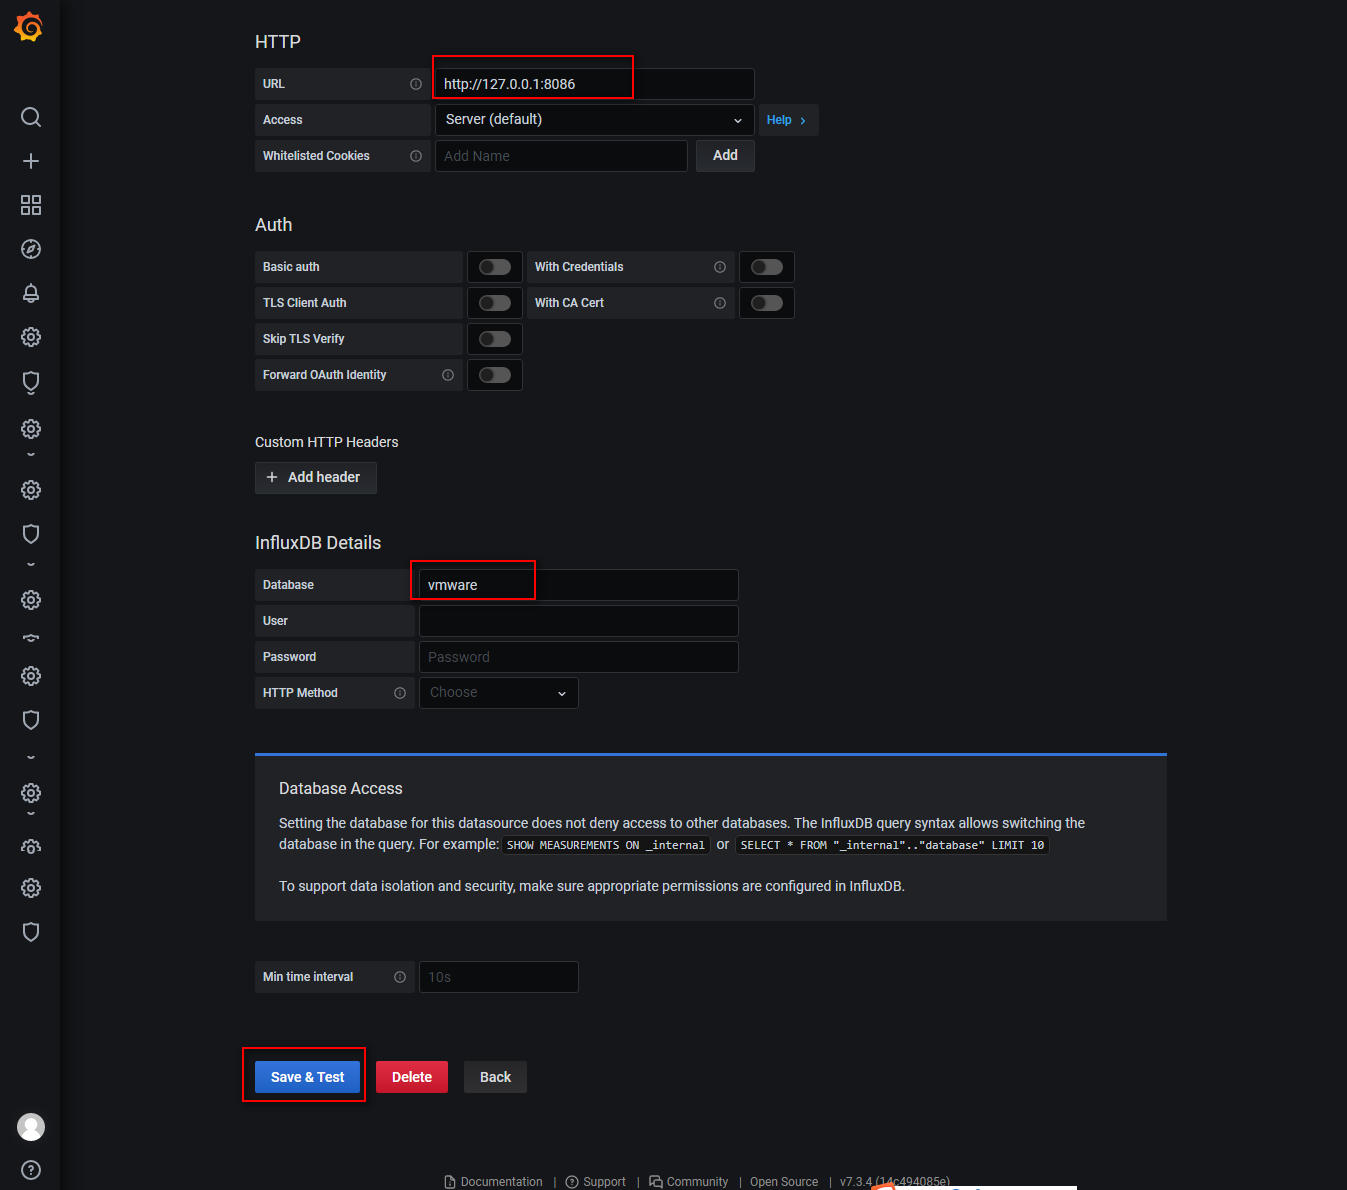 HTTP
URL
http://127.0.0.1:8086
Access
Server (default)
Help
Whitelisted Cookies
Add Name
Add
Auth
Basic auth
With Credentials
TLS Client Auth
With CA Cert
Skip TLS Verify
Forward OAuth Identity
Custom HTTP Headers
+ Add header
InfluxDB Details
Database
vmware
User
Password
Password
HTTP Method
Choose
Database Access
Setting the database for this datasource does not deny access to other databases. The InfluxDB query syntax allows switching the
database in the query. For example: SHOW MEASUREMENTS ON _internal or SELECT * FROM "_internal".."database" LIMIT 10
To support data isolation and security, make sure appropriate permissions are configured in InfluxDB.
Min time interval
10s
Save & Test
Delete
Back
Documentation | Support | Community | Open Source | v7.3.4 (14c494085e)